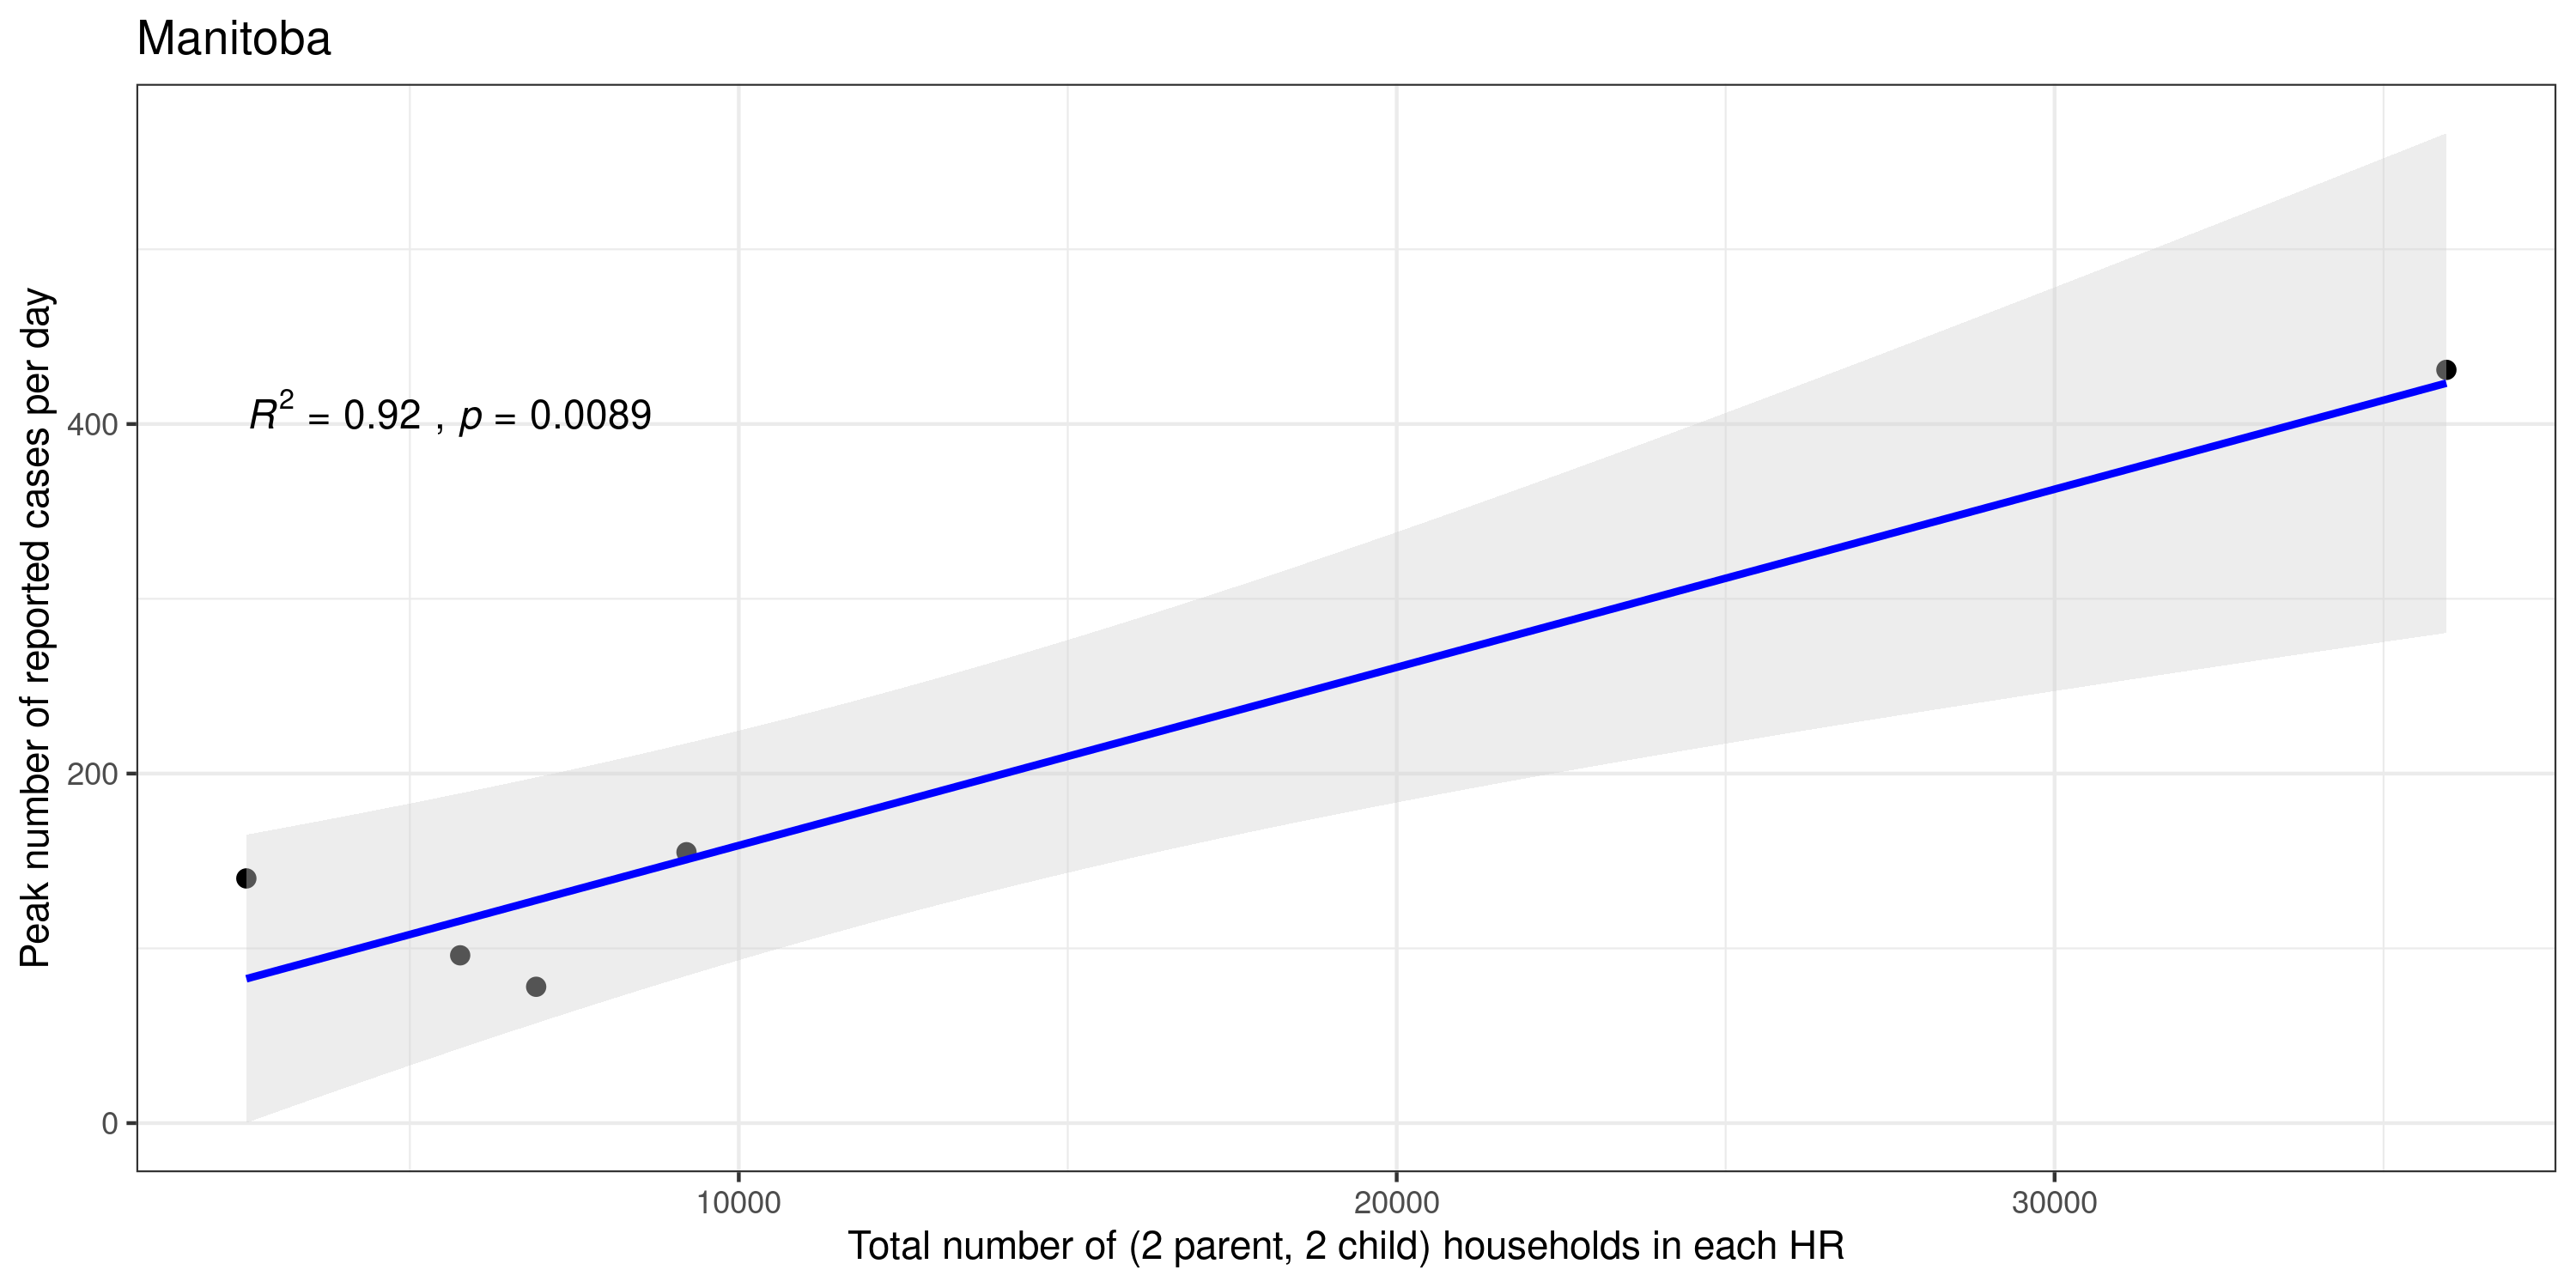 Manitoba
Peak number of reported cases per day
R² = 0.92 , p = 0.0089
400
200
0
10000 20000 30000
Total number of (2 parent, 2 child) households in each HR